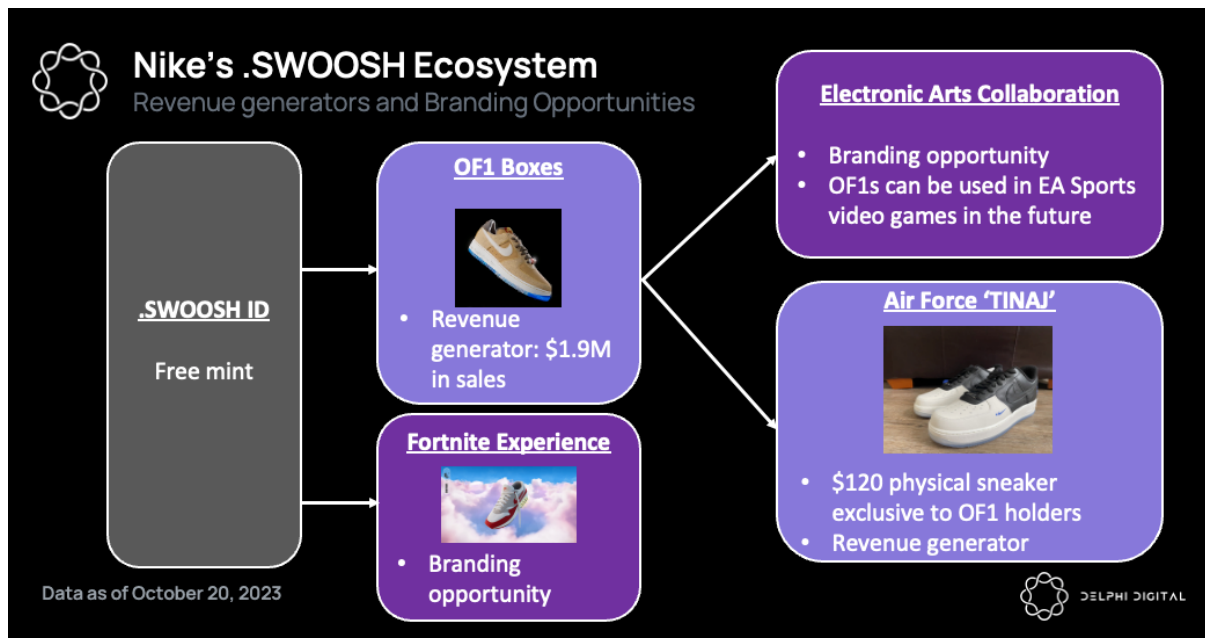 Nike's .SWOOSH Ecosystem
Revenue generators and Branding Opportunities
.SWOOSH ID
Free mint
OF1 Boxes
• Revenue
generator: $1.9M
in sales
Fortnite Experience
• Branding
opportunity
Electronic Arts Collaboration
• Branding opportunity
• OF1s can be used in EA Sports
video games in the future
Air Force ‘TINAJ’
• $120 physical sneaker
exclusive to OF1 holders
• Revenue generator
Data as of October 20, 2023
DELPHI DIGITAL